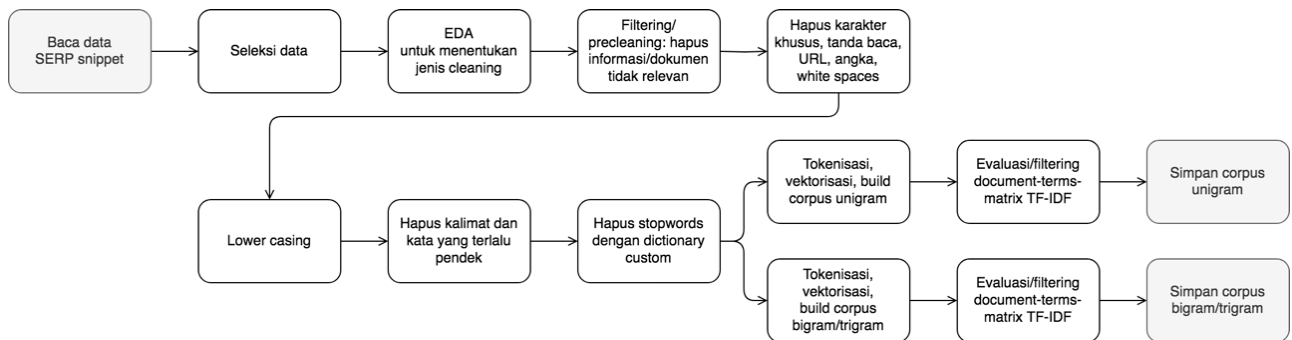 Baca data
SERP snippet
Seleksi data
EDA
untuk menentukan
jenis cleaning
Filtering/
precleaning: hapus
informasi/dokumen
tidak relevan
Hapus karakter
khusus, tanda baca,
URL, angka,
white spaces
Lower casing
Hapus kalimat dan
kata yang terlalu
pendek
Hapus stopwords
dengan dictionary
custom
Tokenisasi,
vektorisasi, build
corpus unigram
Evaluasi/filtering
document-terms-
matrix TF-IDF
Simpan corpus
unigram
Tokenisasi,
vektorisasi,
build corpus
bigram/trigram
Evaluasi/filtering
document-terms-
matrix TF-IDF
Simpan corpus
bigram/trigram